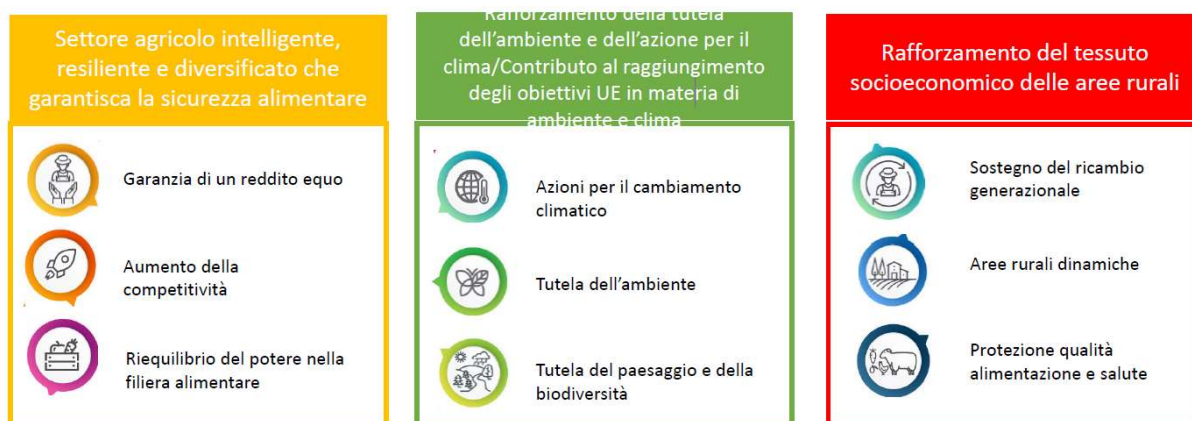 Settore agricolo intelligente,
resiliente e diversificato che
garantisca la sicurezza alimentare
Garanzia di un reddito equo
Aumento della
competitività
Riequilibrio del potere nella
filiera alimentare
Rafforzamento della tutela
dell’ambiente e dell’azione per il
clima/Contributo al raggiungimento
degli obiettivi UE in materia di
ambiente e clima
Azioni per il cambiamento
climatico
Tutela dell’ambiente
Tutela del paesaggio e della
biodiversità
Rafforzamento del tessuto
socioeconomico delle aree rurali
Sostegno del ricambio
generazionale
Aree rurali dinamiche
Protezione qualità
alimentazione e salute